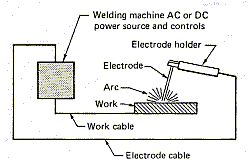 Welding machine AC or DC
power source and controls
Electrode holder
Electrode
Arc
Work
Work cable
Electrode cable